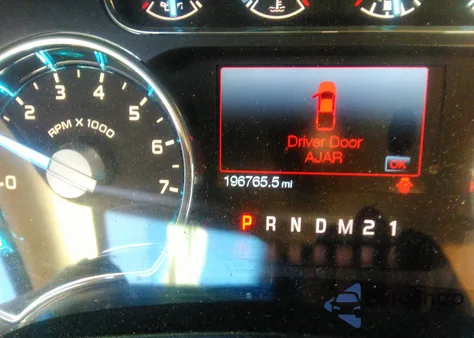 2 3 4 5 6 7 0
RPM X 1000
Driver Door
AJAR
OK
196765.5 mi
P R N D M 2 1